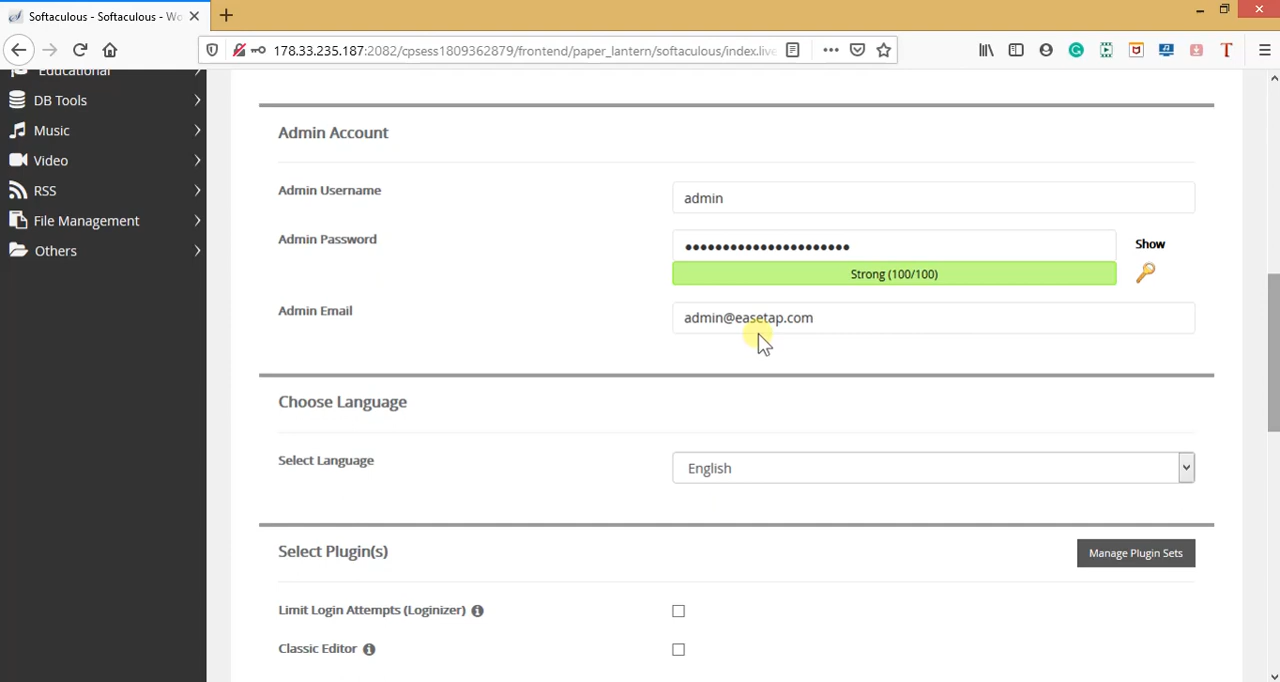 Softaculous - Softaculous - Wo
178.33.235.187:2082/cpsess1809362879/frontend/paper_lantern/softaculous/index.live
Educational
DB Tools
Music
Video
RSS
File Management
Others
Admin Account
Admin Username
admin
Admin Password
••••••••••••••••••••••
Show
Strong (100/100)
Admin Email
admin@easetap.com
Choose Language
Select Language
English
Select Plugin(s)
Manage Plugin Sets
Limit Login Attempts (Loginizer)
Classic Editor